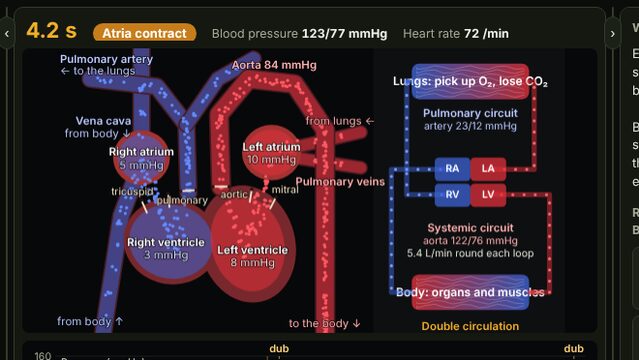 4.2 s
Atria contract
Blood pressure 123/77 mmHg
Heart rate 72 /min
Pulmonary artery
← to the lungs
Aorta 84 mmHg
Vena cava
from body ↓
from lungs ←
Right atrium
5 mmHg
Left atrium
10 mmHg
Pulmonary veins
tricuspid
pulmonary
aortic
mitral
Right ventricle
3 mmHg
Left ventricle
8 mmHg
from body ↑
to the body ↓
Lungs: pick up O₂, lose CO₂
Pulmonary circuit
artery 23/12 mmHg
RA
LA
RV
LV
Systemic circuit
aorta 122/76 mmHg
5.4 L/min round each loop
Body: organs and muscles
Double circulation
160
dub
dub